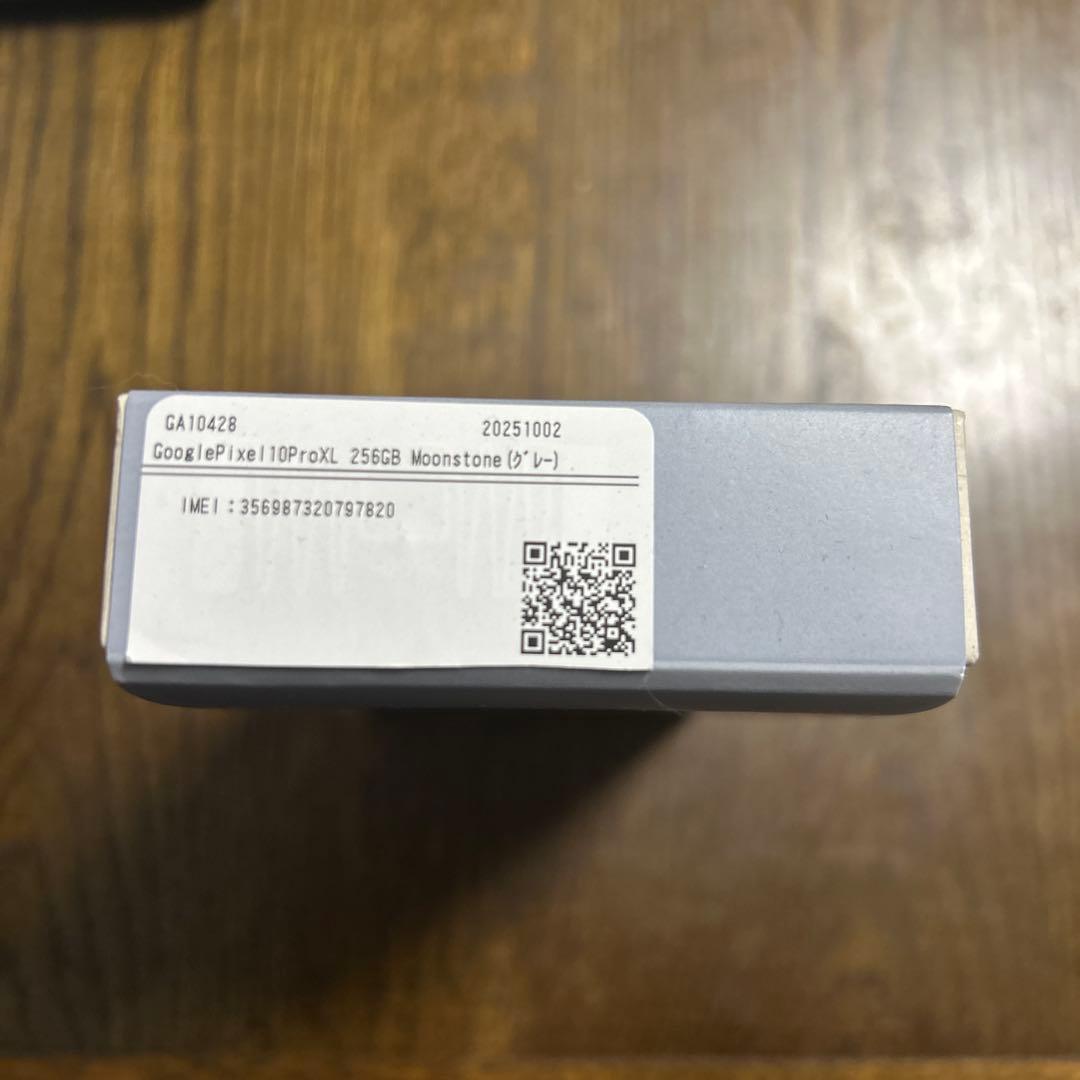 GA10428 20251002
GooglePixel10ProXL 256GB Moonstone(ｸﾞﾚｰ)
IMEI：356987320797820